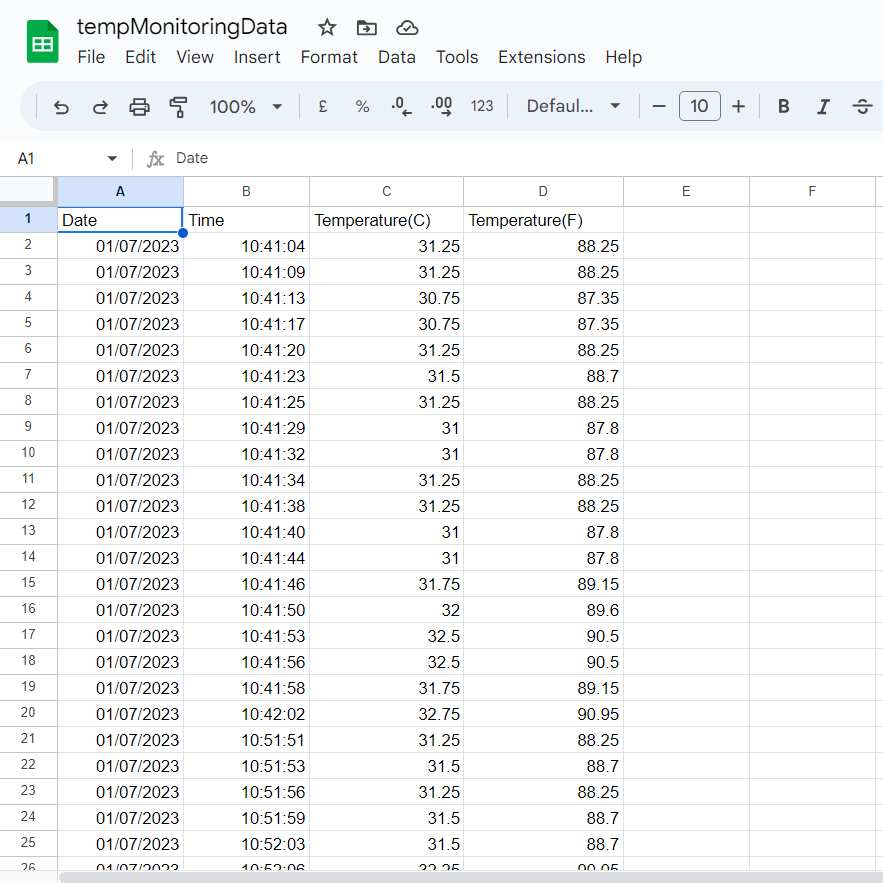 tempMonitoringData
File Edit View Insert Format Data Tools Extensions Help
100% £ % .0 .00 123 Defaul... 10 B I S
A1 fx Date
A B C D E F
1 Date Time Temperature(C) Temperature(F)
2 01/07/2023 10:41:04 31.25 88.25
3 01/07/2023 10:41:09 31.25 88.25
4 01/07/2023 10:41:13 30.75 87.35
5 01/07/2023 10:41:17 30.75 87.35
6 01/07/2023 10:41:20 31.25 88.25
7 01/07/2023 10:41:23 31.5 88.7
8 01/07/2023 10:41:25 31.25 88.25
9 01/07/2023 10:41:29 31 87.8
10 01/07/2023 10:41:32 31 87.8
11 01/07/2023 10:41:34 31.25 88.25
12 01/07/2023 10:41:38 31.25 88.25
13 01/07/2023 10:41:40 31 87.8
14 01/07/2023 10:41:44 31 87.8
15 01/07/2023 10:41:46 31.75 89.15
16 01/07/2023 10:41:50 32 89.6
17 01/07/2023 10:41:53 32.5 90.5
18 01/07/2023 10:41:56 32.5 90.5
19 01/07/2023 10:41:58 31.75 89.15
20 01/07/2023 10:42:02 32.75 90.95
21 01/07/2023 10:51:51 31.25 88.25
22 01/07/2023 10:51:53 31.5 88.7
23 01/07/2023 10:51:56 31.25 88.25
24 01/07/2023 10:51:59 31.5 88.7
25 01/07/2023 10:52:03 31.5 88.7
26 01/07/2023 10:52:06 32.25 90.05